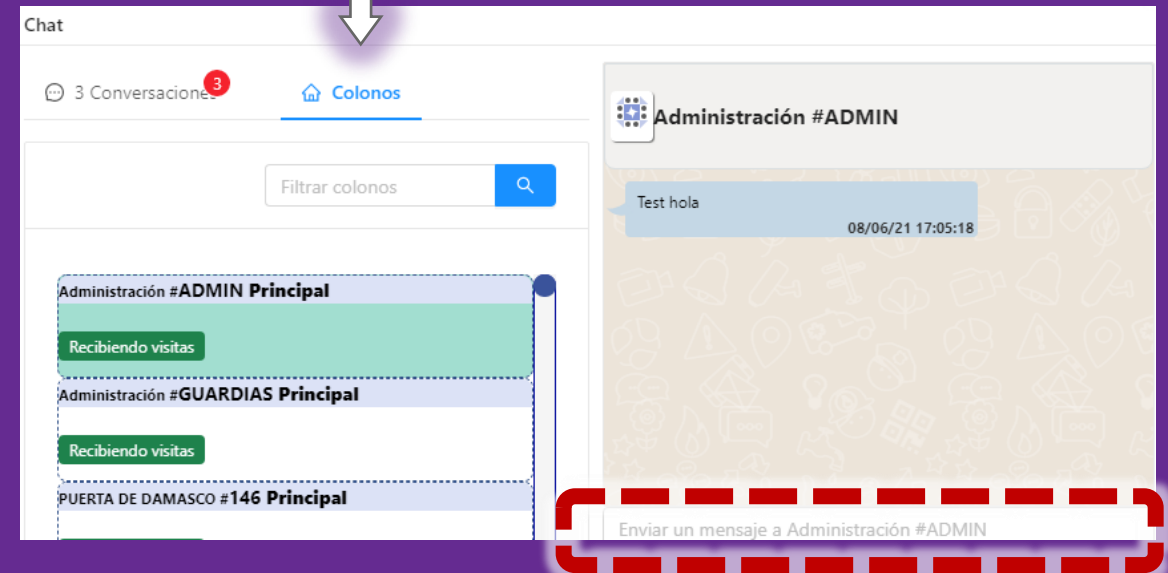 Chat
3 Conversaciones
3
Colonos
Filtrar colonos
Administración #ADMIN Principal
Recibiendo visitas
Administración #GUARDIAS Principal
Recibiendo visitas
PUERTA DE DAMASCO #146 Principal
Administración #ADMIN
Test hola
08/06/21 17:05:18
Enviar un mensaje a Administración #ADMIN